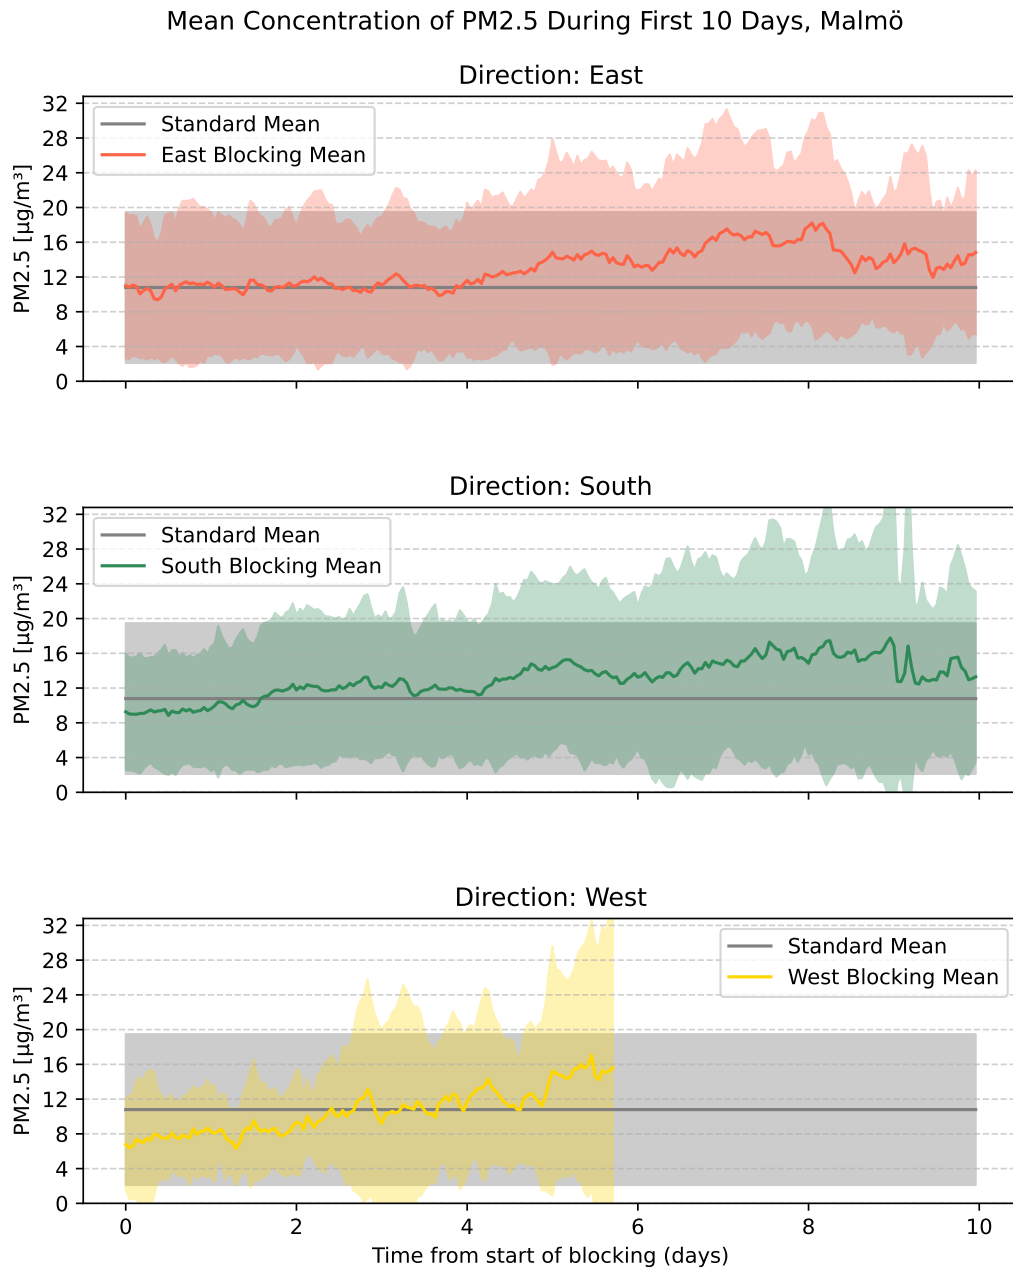 Mean Concentration of PM2.5 During First 10 Days, Malmö
Direction: East
PM2.5 [µg/m³]
32
28
24
20
16
12
8
4
0
Standard Mean
East Blocking Mean
Direction: South
PM2.5 [µg/m³]
32
28
24
20
16
12
8
4
0
Standard Mean
South Blocking Mean
Direction: West
PM2.5 [µg/m³]
32
28
24
20
16
12
8
4
0
Standard Mean
West Blocking Mean
0 2 4 6 8 10
Time from start of blocking (days)